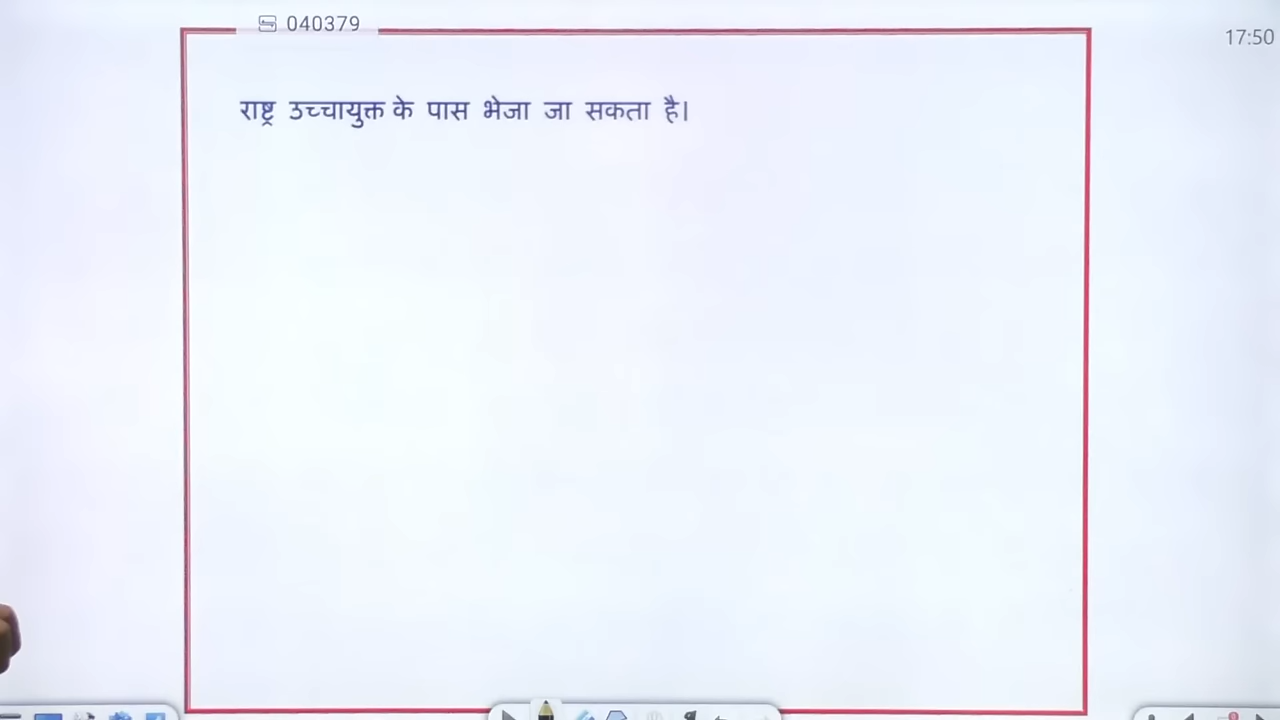 040379
17:50
राष्ट्र उच्चायुक्त के पास भेजा जा सकता है।